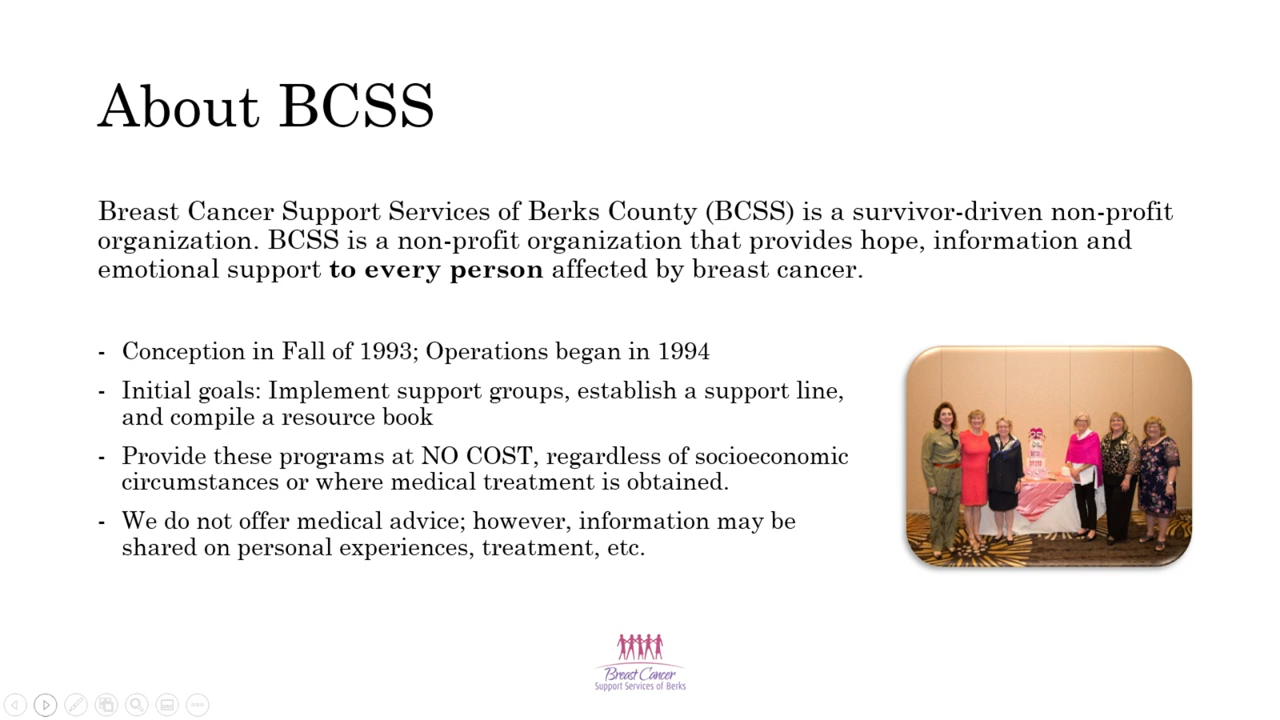 About BCSS
Breast Cancer Support Services of Berks County (BCSS) is a survivor-driven non-profit
organization. BCSS is a non-profit organization that provides hope, information and
emotional support to every person affected by breast cancer.
- Conception in Fall of 1993; Operations began in 1994
- Initial goals: Implement support groups, establish a support line,
and compile a resource book
- Provide these programs at NO COST, regardless of socioeconomic
circumstances or where medical treatment is obtained.
- We do not offer medical advice; however, information may be
shared on personal experiences, treatment, etc.
Breast Cancer
Support Services of Berks